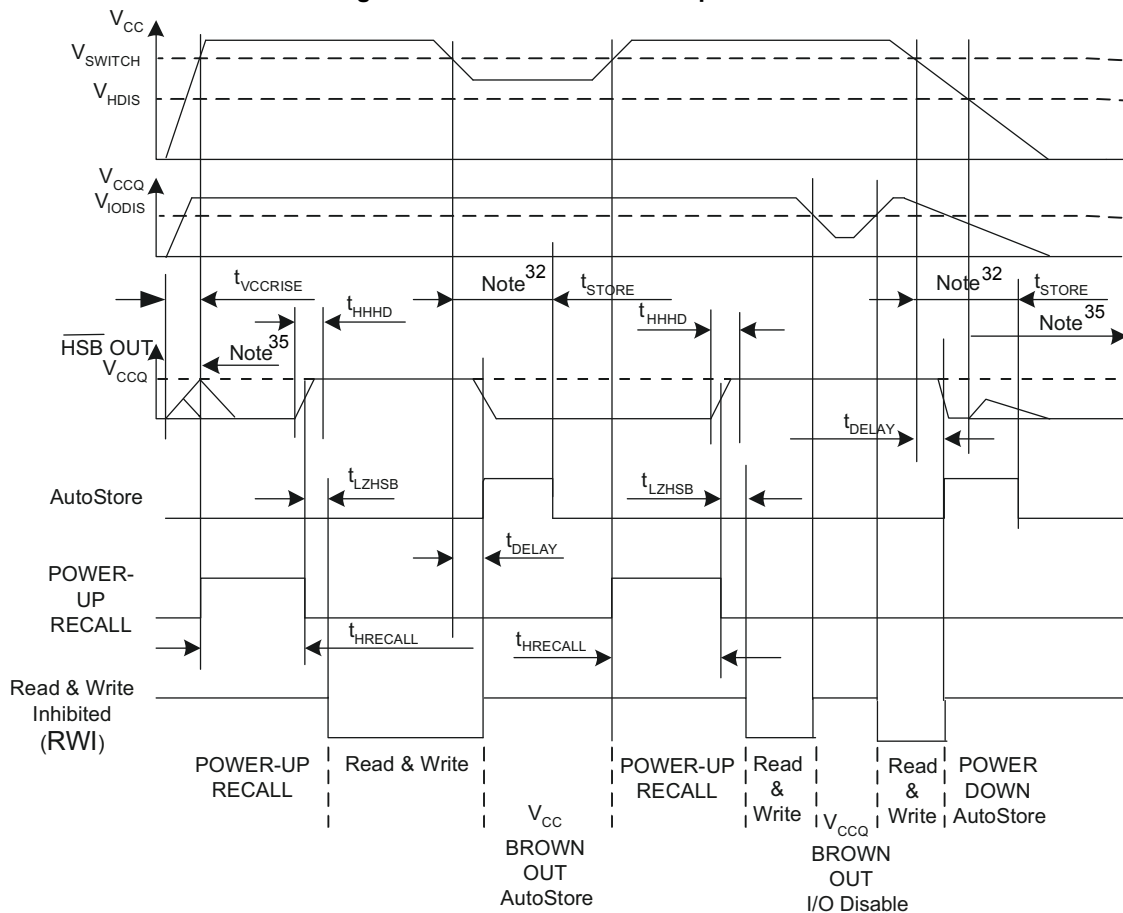 V_CC
V_SWITCH
V_HDIS
V_CCQ
V_IODIS
t_VCCRISE
Note 32
t_STORE
Note 32
t_STORE
t_HHHD
t_HHHD
Note 35
HSB OUT
Note 35
V_CCQ
t_DELAY
t_LZHSB
t_LZHSB
AutoStore
t_DELAY
POWER-
UP
RECALL
t_HRECALL
t_HRECALL
Read & Write
Inhibited
(RWI)
POWER-UP
RECALL
Read & Write
V_CC
BROWN
OUT
AutoStore
POWER-UP
RECALL
Read
&
Write
V_CCQ
BROWN
OUT
I/O Disable
Read
&
Write
POWER
DOWN
AutoStore